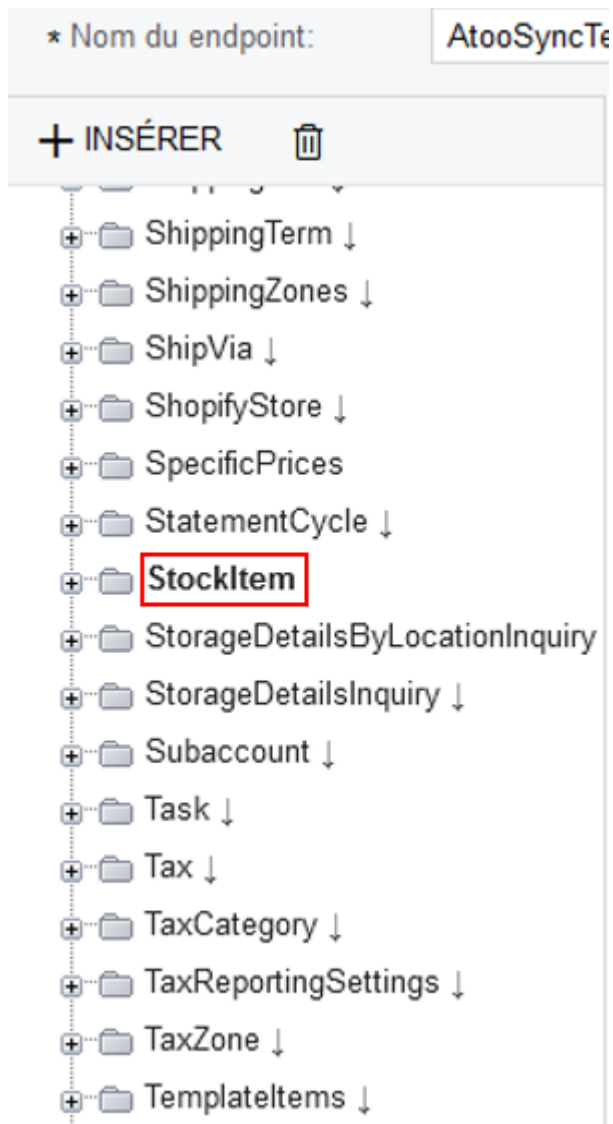 * Nom du endpoint: AtooSyncTe
+ INSÉRER
ShippingTerm ↓
ShippingZones ↓
ShipVia ↓
ShopifyStore ↓
SpecificPrices
StatementCycle ↓
StockItem
StorageDetailsByLocationInquiry
StorageDetailsInquiry ↓
Subaccount ↓
Task ↓
Tax ↓
TaxCategory ↓
TaxReportingSettings ↓
TaxZone ↓
TemplateItems ↓